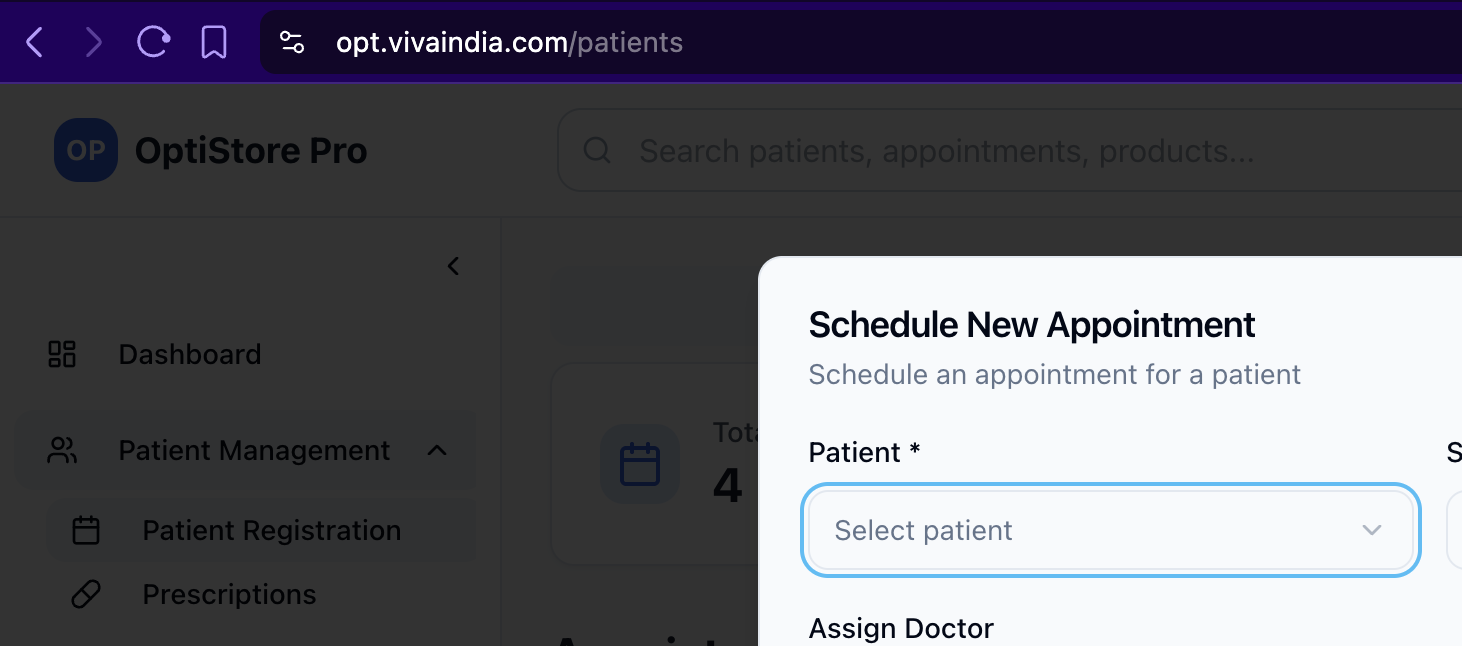 opt.vivaindia.com/patients
OP OptiStore Pro
Search patients, appointments, products...
Dashboard
Patient Management
Patient Registration
Prescriptions
4
Schedule New Appointment
Schedule an appointment for a patient
Patient *
Select patient
Assign Doctor